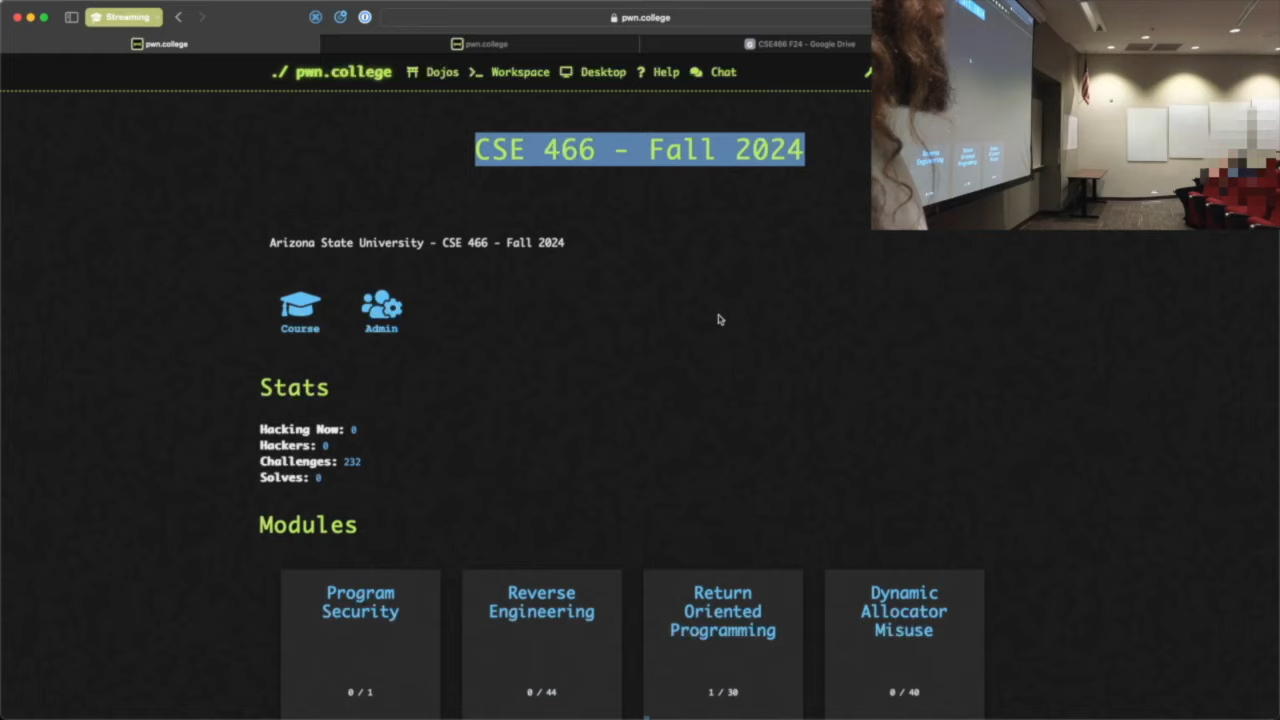 Streaming
pwn.college
pwn.college
pwn.college
CSE466 F24 - Google Drive
./ pwn.college
Dojos
Workspace
Desktop
? Help
Chat
CSE 466 - Fall 2024
Arizona State University - CSE 466 - Fall 2024
Course
Admin
Stats
Hacking Now: 0
Hackers: 0
Challenges: 232
Solves: 0
Modules
Program
Security
0 / 1
Reverse
Engineering
0 / 44
Return
Oriented
Programming
1 / 30
Dynamic
Allocator
Misuse
0 / 40
Reverse
Engineering